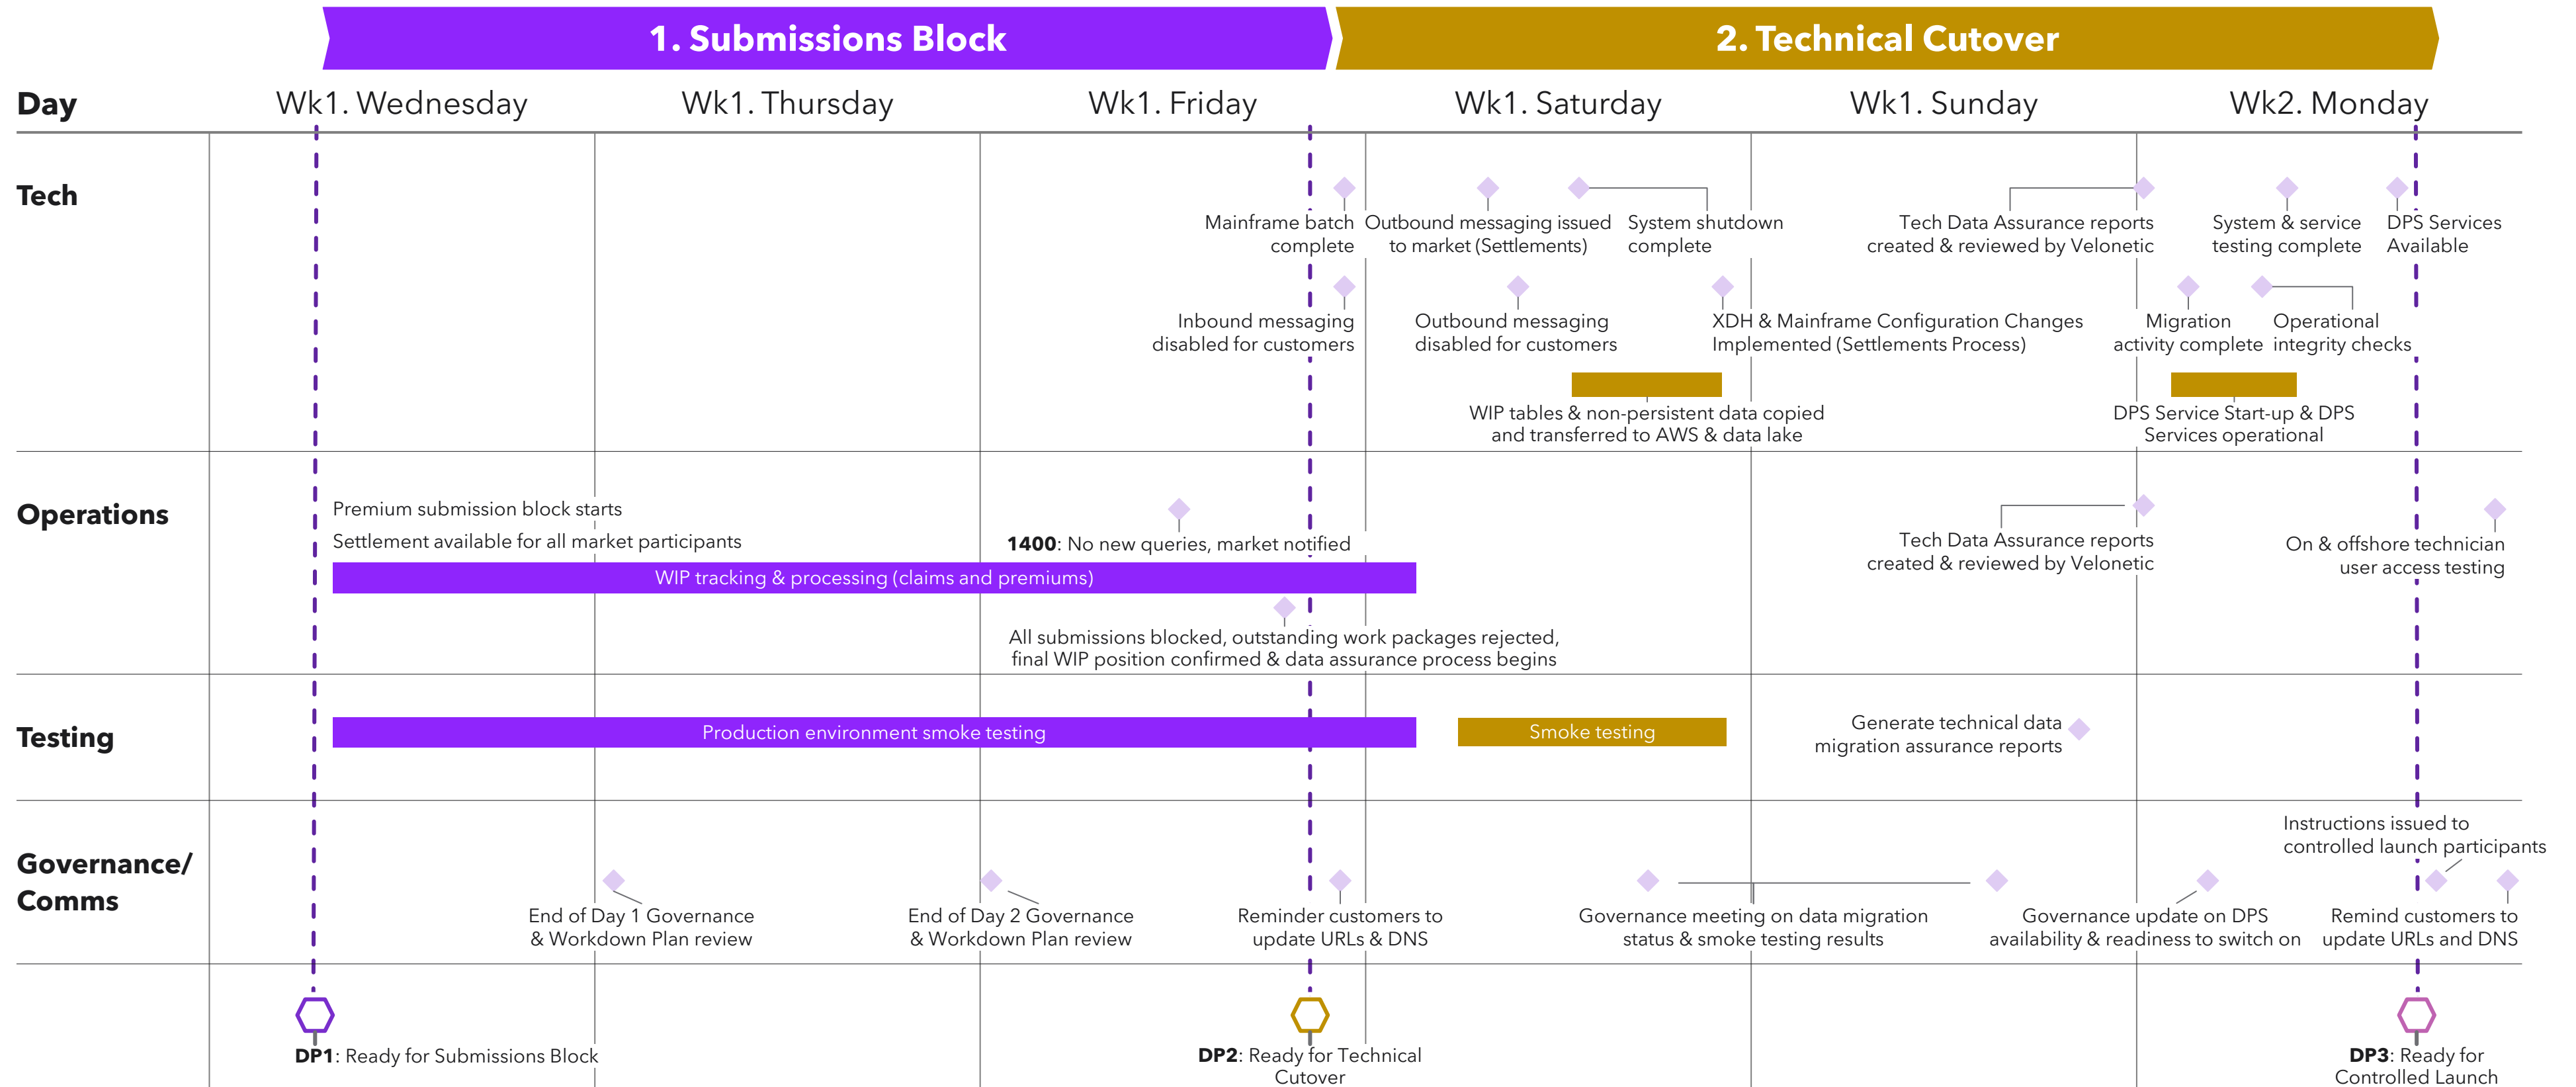 1. Submissions Block
2. Technical Cutover
Day
Wk1. Wednesday
Wk1. Thursday
Wk1. Friday
Wk1. Saturday
Wk1. Sunday
Wk2. Monday
Tech
Mainframe batch
complete
Outbound messaging issued
to market (Settlements)
System shutdown
complete
Tech Data Assurance reports
created & reviewed by Velonetic
System & service
testing complete
DPS Services
Available
Inbound messaging
disabled for customers
Outbound messaging
disabled for customers
XDH & Mainframe Configuration Changes
Implemented (Settlements Process)
Migration
activity complete
Operational
integrity checks
WIP tables & non-persistent data copied
and transferred to AWS & data lake
DPS Service Start-up & DPS
Services operational
Operations
Premium submission block starts
Settlement available for all market participants
1400: No new queries, market notified
WIP tracking & processing (claims and premiums)
All submissions blocked, outstanding work packages rejected,
final WIP position confirmed & data assurance process begins
Tech Data Assurance reports
created & reviewed by Velonetic
On & offshore technician
user access testing
Testing
Production environment smoke testing
Smoke testing
Generate technical data
migration assurance reports
Governance/
Comms
End of Day 1 Governance
& Workdown Plan review
End of Day 2 Governance
& Workdown Plan review
Reminder customers to
update URLs & DNS
Governance meeting on data migration
status & smoke testing results
Governance update on DPS
availability & readiness to switch on
Instructions issued to
controlled launch participants
Remind customers to
update URLs and DNS
DP1: Ready for Submissions Block
DP2: Ready for Technical
Cutover
DP3: Ready for
Controlled Launch